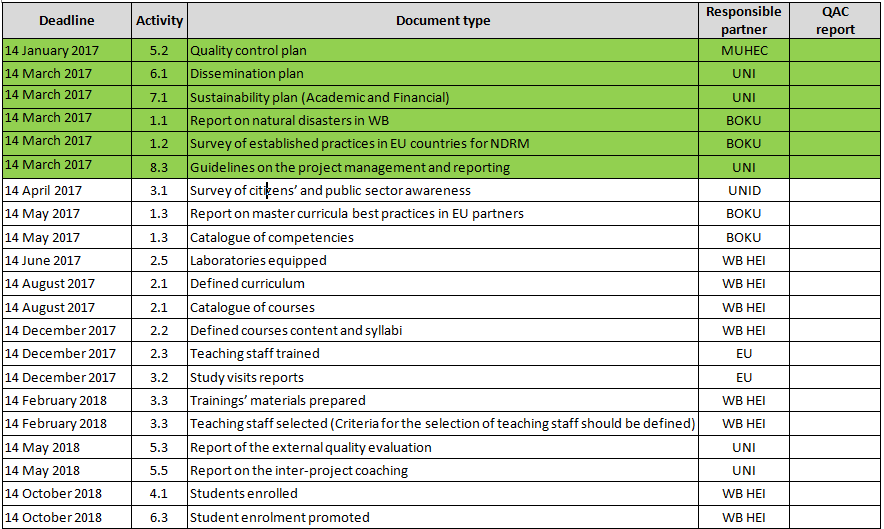 Deadline Activity Document type Responsible partner QAC report
14 January 2017 5.2 Quality control plan MUHEC
14 March 2017 6.1 Dissemination plan UNI
14 March 2017 7.1 Sustainability plan (Academic and Financial) UNI
14 March 2017 1.1 Report on natural disasters in WB BOKU
14 March 2017 1.2 Survey of established practices in EU countries for NDRM BOKU
14 March 2017 8.3 Guidelines on the project management and reporting UNI
14 April 2017 3.1 Survey of citizens’ and public sector awareness UNID
14 May 2017 1.3 Report on master curricula best practices in EU partners BOKU
14 May 2017 1.3 Catalogue of competencies BOKU
14 June 2017 2.5 Laboratories equipped WB HEI
14 August 2017 2.1 Defined curriculum WB HEI
14 August 2017 2.1 Catalogue of courses WB HEI
14 December 2017 2.2 Defined courses content and syllabi WB HEI
14 December 2017 2.3 Teaching staff trained EU
14 December 2017 3.2 Study visits reports EU
14 February 2018 3.3 Trainings’ materials prepared WB HEI
14 February 2018 3.3 Teaching staff selected (Criteria for the selection of teaching staff should be defined) WB HEI
14 May 2018 5.3 Report of the external quality evaluation UNI
14 May 2018 5.5 Report on the inter-project coaching UNI
14 October 2018 4.1 Students enrolled WB HEI
14 October 2018 6.3 Student enrolment promoted WB HEI